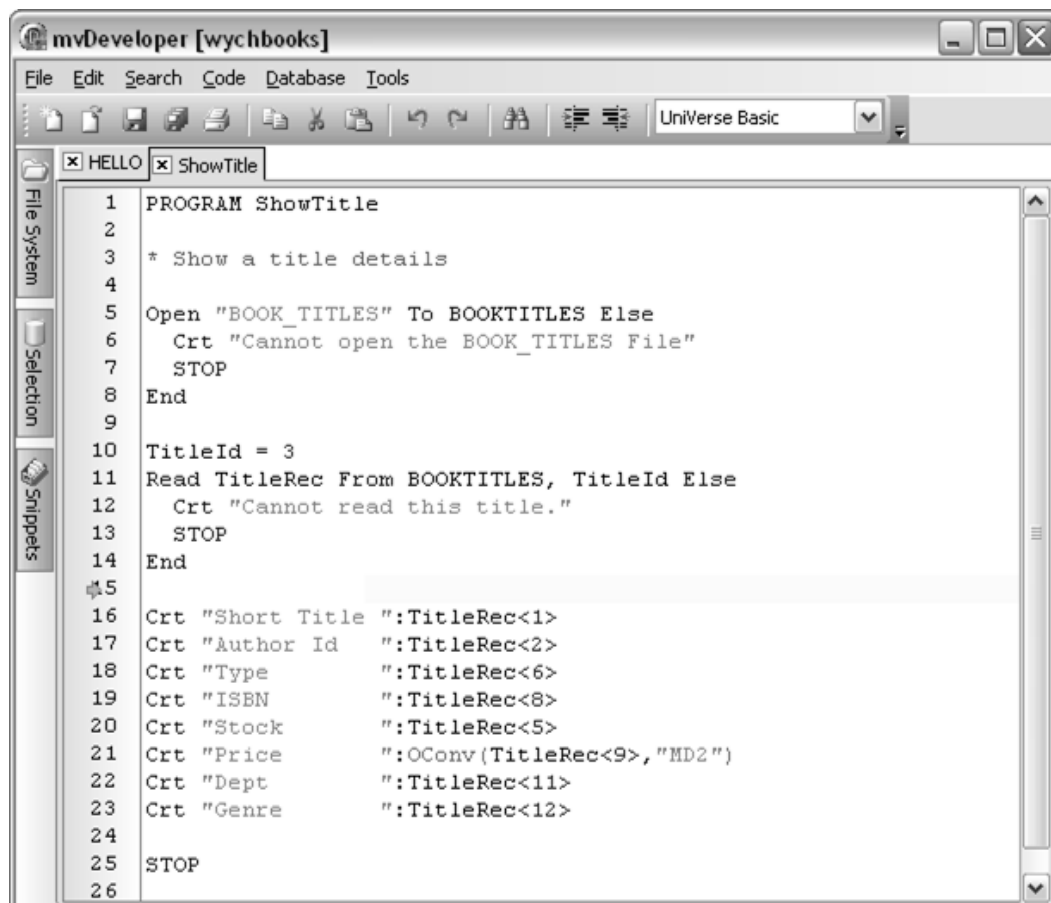 mvDeveloper [wychbooks]
File Edit Search Code Database Tools
UniVerse Basic
HELLO ShowTitle
File System
Selection
Snippets
1 PROGRAM ShowTitle
2
3 * Show a title details
4
5 Open "BOOK_TITLES" To BOOKTITLES Else
6   Crt "Cannot open the BOOK_TITLES File"
7   STOP
8 End
9
10 TitleId = 3
11 Read TitleRec From BOOKTITLES, TitleId Else
12   Crt "Cannot read this title."
13   STOP
14 End
5
16 Crt "Short Title ":TitleRec<1>
17 Crt "Author Id   ":TitleRec<2>
18 Crt "Type        ":TitleRec<6>
19 Crt "ISBN        ":TitleRec<8>
20 Crt "Stock       ":TitleRec<5>
21 Crt "Price       ":OConv(TitleRec<9>,"MD2")
22 Crt "Dept        ":TitleRec<11>
23 Crt "Genre       ":TitleRec<12>
24
25 STOP
26